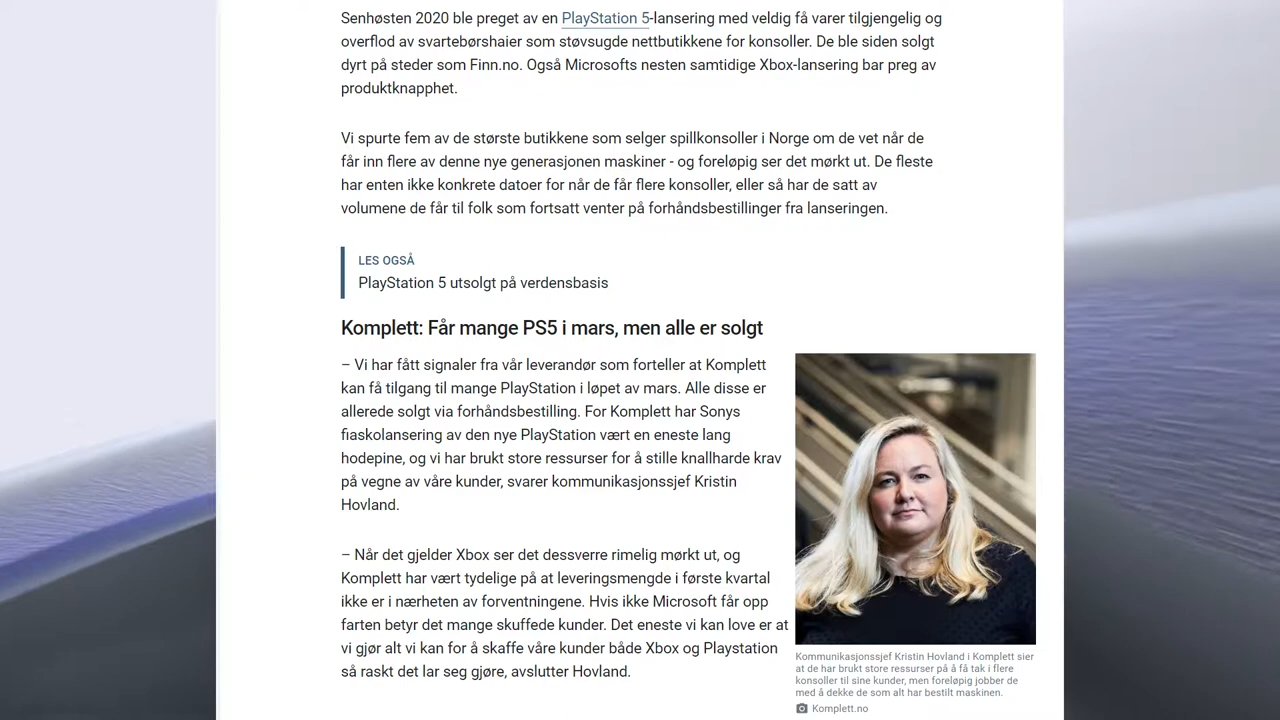 Senhøsten 2020 ble preget av en PlayStation 5-lansering med veldig få varer tilgjengelig og
overflod av svartebørshaier som støvsugde nettbutikkene for konsoller. De ble siden solgt
dyrt på steder som Finn.no. Også Microsofts nesten samtidige Xbox-lansering bar preg av
produktknapphet.
Vi spurte fem av de største butikkene som selger spillkonsoller i Norge om de vet når de
får inn flere av denne nye generasjonen maskiner - og foreløpig ser det mørkt ut. De fleste
har enten ikke konkrete datoer for når de får flere konsoller, eller så har de satt av
volumene de får til folk som fortsatt venter på forhåndsbestillinger fra lanseringen.
LES OGSÅ
PlayStation 5 utsolgt på verdensbasis
Komplett: Får mange PS5 i mars, men alle er solgt
– Vi har fått signaler fra vår leverandør som forteller at Komplett
kan få tilgang til mange PlayStation i løpet av mars. Alle disse er
allerede solgt via forhåndsbestilling. For Komplett har Sonys
fiaskolansering av den nye PlayStation vært en eneste lang
hodepine, og vi har brukt store ressurser for å stille knallharde krav
på vegne av våre kunder, svarer kommunikasjonssjef Kristin
Hovland.
– Når det gjelder Xbox ser det dessverre rimelig mørkt ut, og
Komplett har vært tydelige på at leveringsmengde i første kvartal
ikke er i nærheten av forventningene. Hvis ikke Microsoft får opp
farten betyr det mange skuffede kunder. Det eneste vi kan love er at
vi gjør alt vi kan for å skaffe våre kunder både Xbox og Playstation
så raskt det lar seg gjøre, avslutter Hovland.
Kommunikasjonssjef Kristin Hovland i Komplett sier
at de har brukt store ressurser på å få tak i flere
konsoller til sine kunder, men foreløpig jobber de
med å dekke de som alt har bestilt maskinen.
Komplett.no